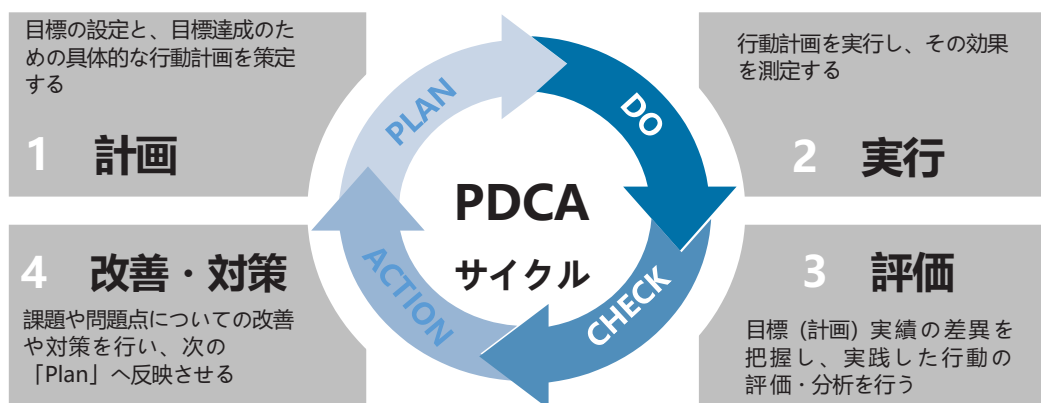 目標の設定と、目標達成のた
めの具体的な行動計画を策定
する
1 計画
PLAN
DO
行動計画を実行し、その効果
を測定する
2 実行
PDCA
サイクル
4 改善・対策
課題や問題点についての改善
や対策を行い、次の
「Plan」へ反映させる
ACTION
CHECK
3 評価
目標 (計画) 実績の差異を
把握し、実践した行動の
評価・分析を行う